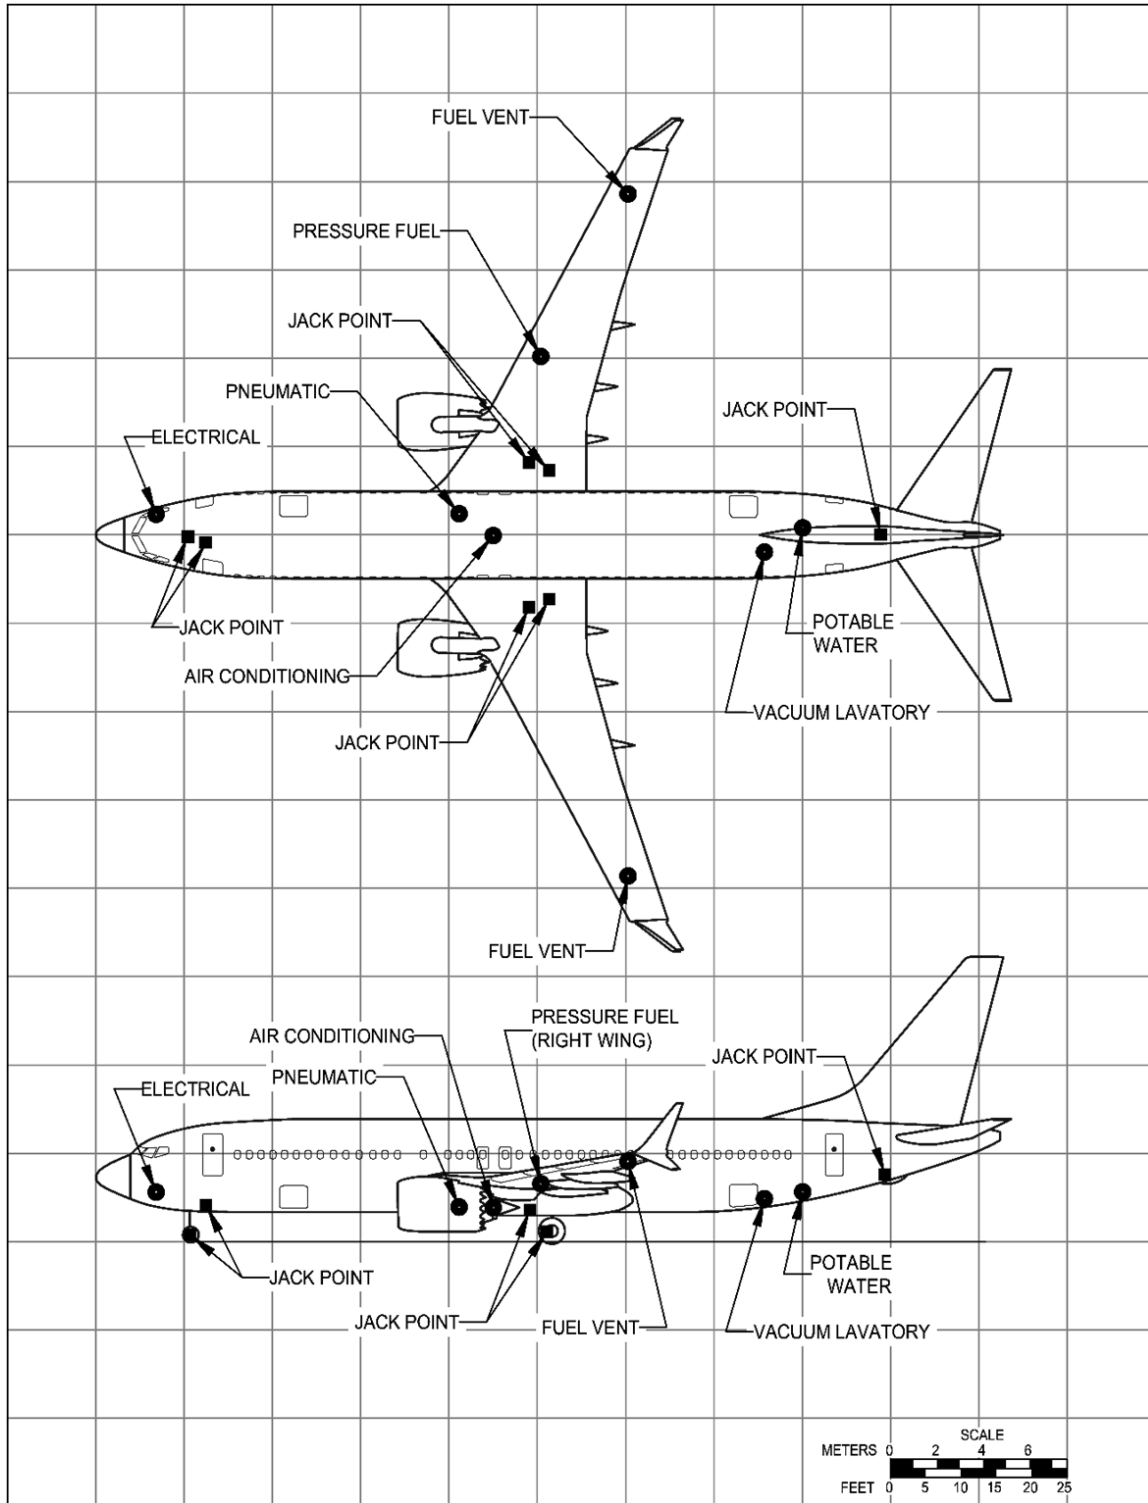 FUEL VENT
PRESSURE FUEL
JACK POINT
PNEUMATIC
JACK POINT
ELECTRICAL
JACK POINT
POTABLE
WATER
AIR CONDITIONING
VACUUM LAVATORY
JACK POINT
FUEL VENT
PRESSURE FUEL
(RIGHT WING)
AIR CONDITIONING
JACK POINT
PNEUMATIC
ELECTRICAL
POTABLE
WATER
JACK POINT
JACK POINT
FUEL VENT
VACUUM LAVATORY
SCALE
METERS 0 2 4 6
FEET 0 5 10 15 20 25